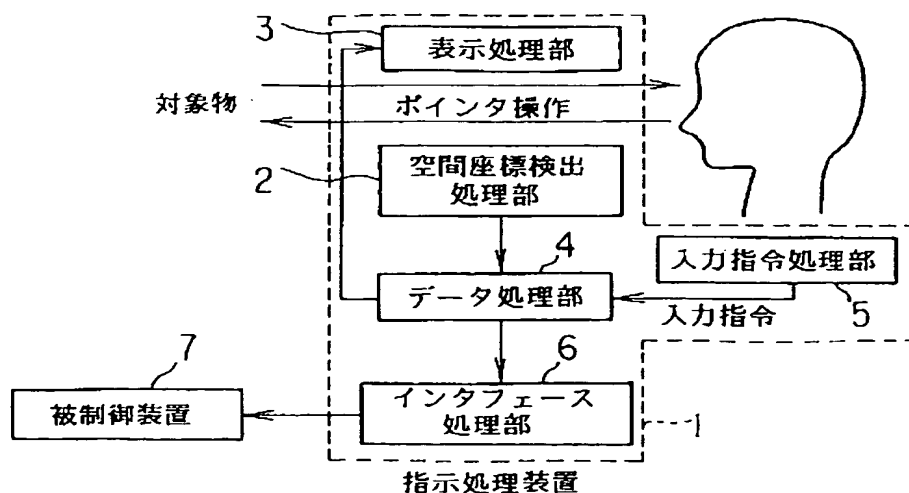 3
表示処理部
対象物
ポインタ操作
2
空間座標検出
処理部
4
データ処理部
入力指令処理部
入力指令
5
7
被制御装置
6
インタフェース
処理部
1
指示処理装置